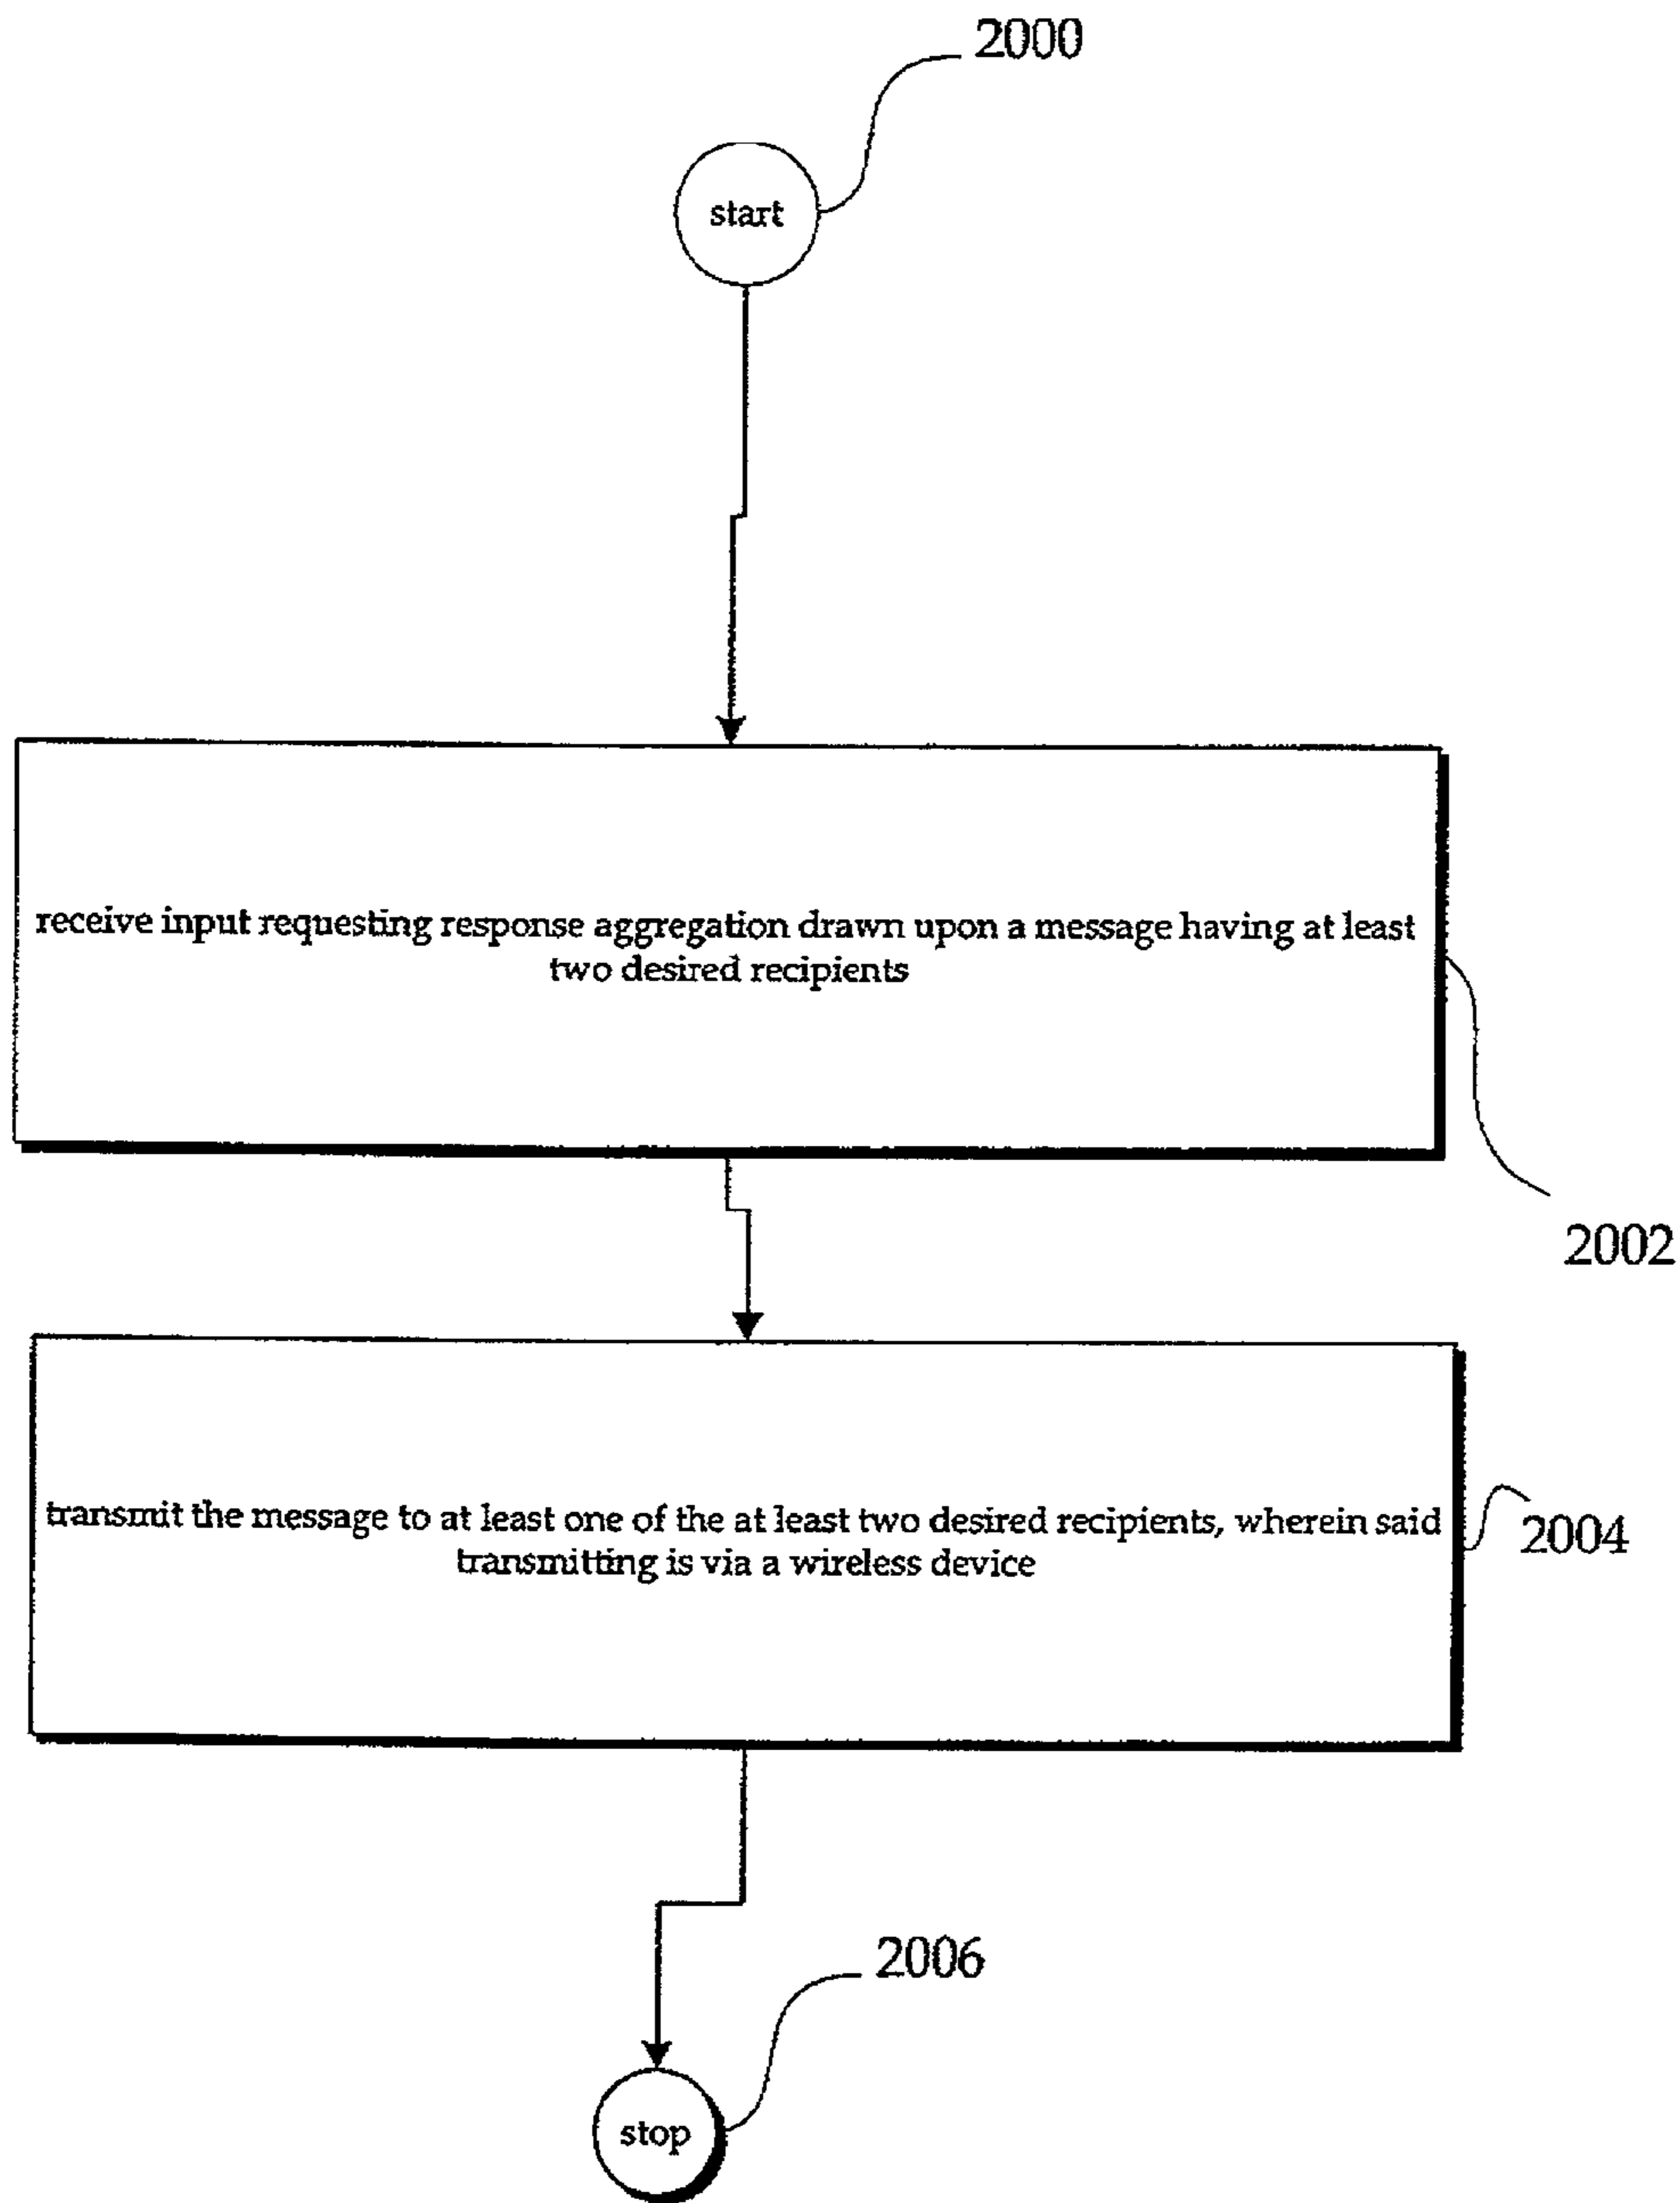 2000
start
receive input requesting response aggregation drawn upon a message having at least
two desired recipients
2002
transmit the message to at least one of the at least two desired recipients, wherein said
transmitting is via a wireless device
2004
2006
stop